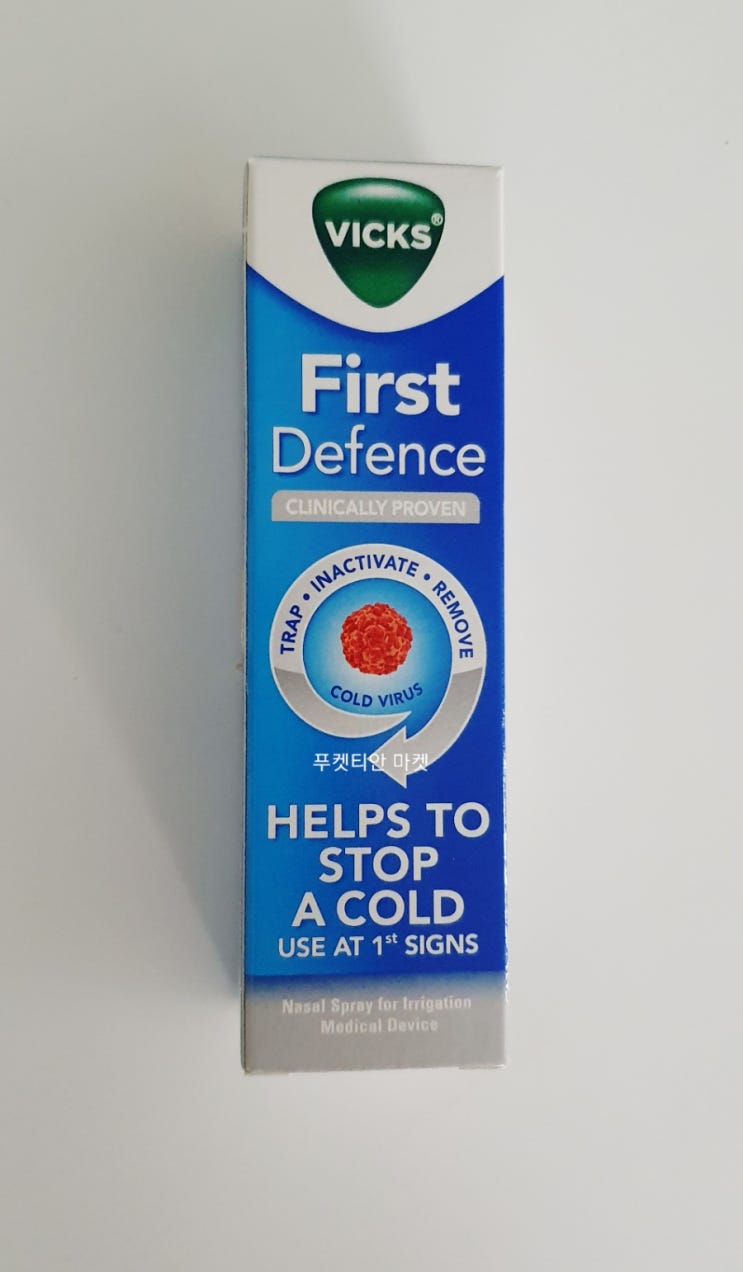 VICKS®
First
Defence
CLINICALLY PROVEN
TRAP • INACTIVATE • REMOVE
COLD VIRUS
푸켓티안 마켓
HELPS TO
STOP
A COLD
USE AT 1st SIGNS
Nasal Spray for Irrigation
Medical Device